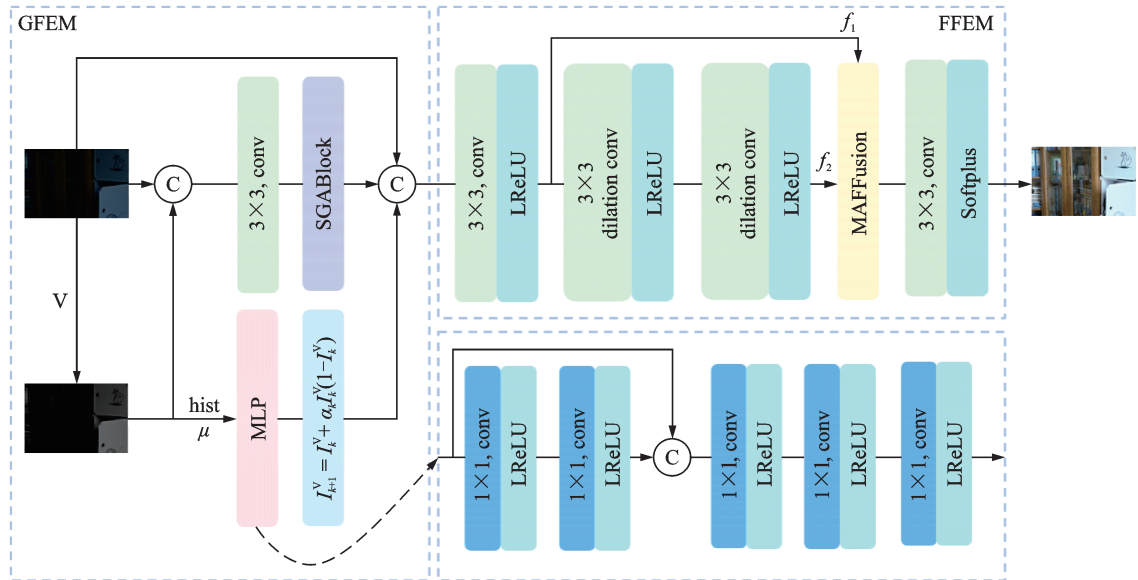 GFEM
FFEM
f₁
C
3×3, conv
SGABlock
C
3×3, conv
LReLU
3×3
dilation conv
LReLU
3×3
dilation conv
LReLU
f₂
MAFFusion
3×3, conv
Softplus
V
hist
μ
MLP
I^V_{k+1} = I^V_k + α_k I^V_k (1−I^V_k)
1×1, conv
LReLU
1×1, conv
LReLU
C
1×1, conv
LReLU
1×1, conv
LReLU
1×1, conv
LReLU